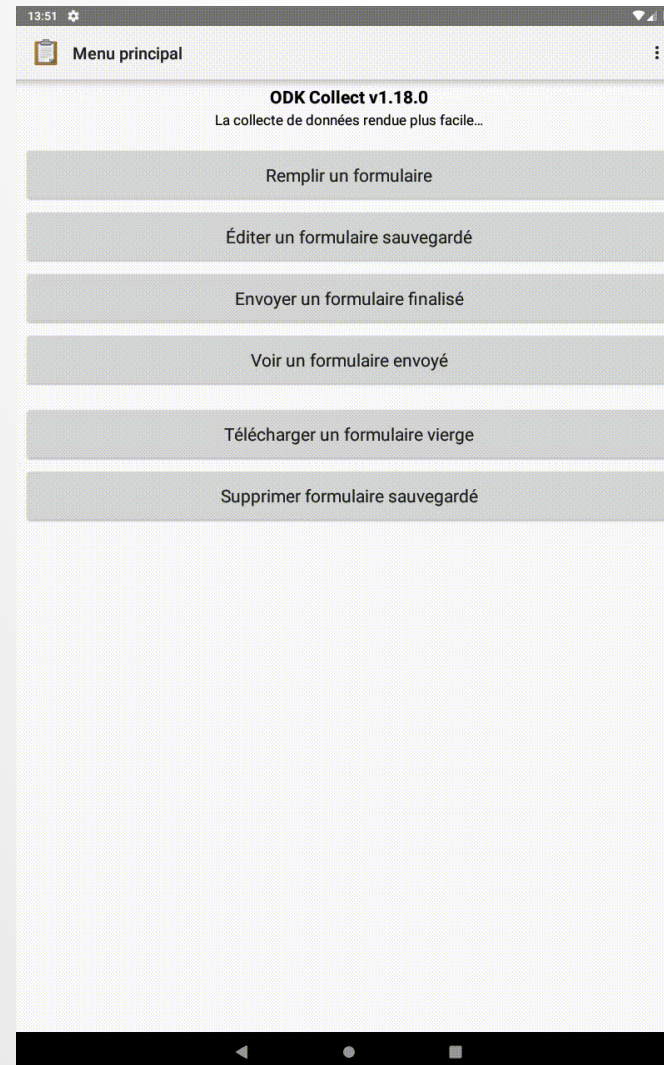 13:51
Menu principal
ODK Collect v1.18.0
La collecte de données rendue plus facile...
Remplir un formulaire
Éditer un formulaire sauvegardé
Envoyer un formulaire finalisé
Voir un formulaire envoyé
Télécharger un formulaire vierge
Supprimer formulaire sauvegardé